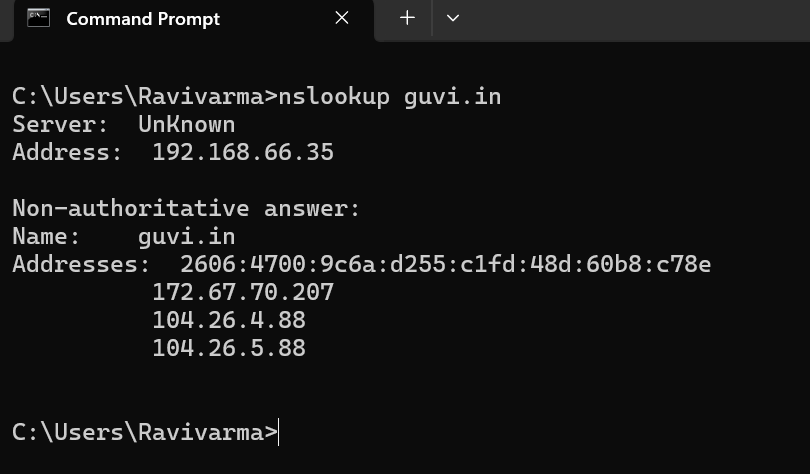 Command Prompt
C:\Users\Ravivarma>nslookup guvi.in
Server:  UnKnown
Address:  192.168.66.35
Non-authoritative answer:
Name:    guvi.in
Addresses:  2606:4700:9c6a:d255:c1fd:48d:60b8:c78e
          172.67.70.207
          104.26.4.88
          104.26.5.88
C:\Users\Ravivarma>